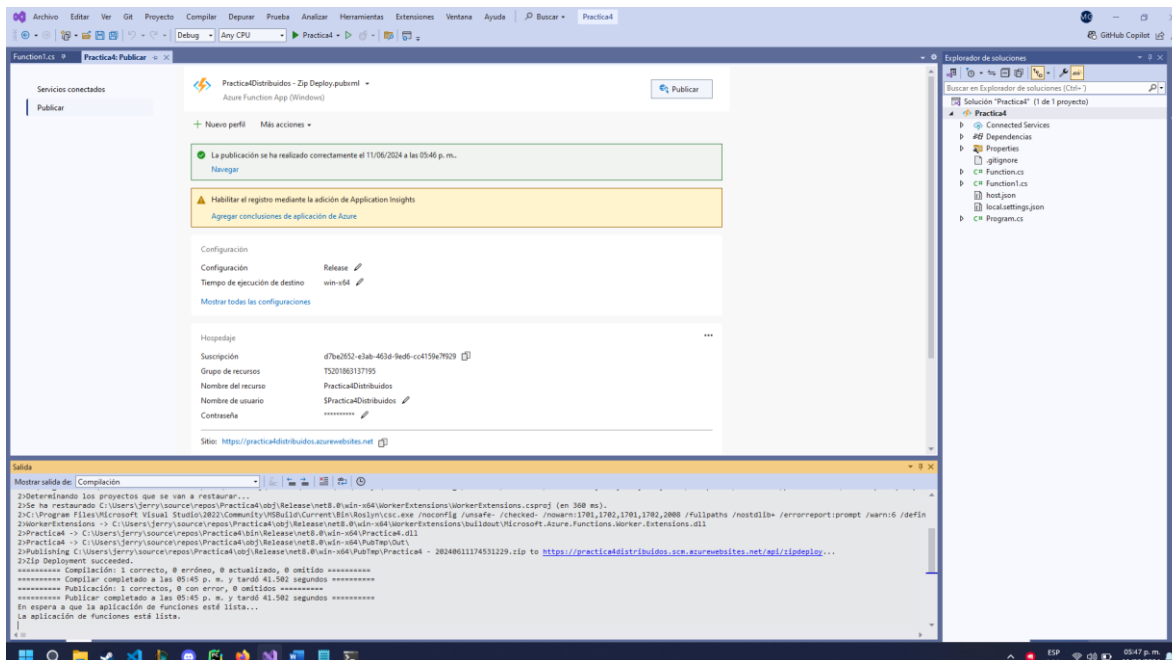 Archivo Editar Ver Git Proyecto Compilar Depurar Prueba Analizar Herramientas Extensiones Ventana Ayuda Buscar Practica4 MG
Debug Any CPU Practica4 GitHub Copilot
Function1.cs Practica4: Publicar
Servicios conectados
Publicar
Practica4Distribuidos - Zip Deploy.pubxml
Azure Function App (Windows)
Publicar
Nuevo perfil Más acciones
La publicación se ha realizado correctamente el 11/06/2024 a las 05:46 p. m..
Navegar
Habilitar el registro mediante la adición de Application Insights
Agregar conclusiones de aplicación de Azure
Configuración
Configuración Release
Tiempo de ejecución de destino win-x64
Mostrar todas las configuraciones
Hospedaje
Suscripción d7be2652-e3ab-463d-9ed6-cc4159e7f929
Grupo de recursos T5201863137195
Nombre del recurso Practica4Distribuidos
Nombre de usuario $Practica4Distribuidos
Contraseña **********
Sitio: https://practica4distribuidos.azurewebsites.net
Explorador de soluciones
Buscar en Explorador de soluciones (Ctrl+')
Solución "Practica4" (1 de 1 proyecto)
Practica4
Connected Services
Dependencias
Properties
.gitignore
C# Function.cs
C# Function1.cs
host.json
local.settings.json
C# Program.cs
Salida
Mostrar salida de: Compilación
2>Determinando los proyectos que se van a restaurar...
2>Se ha restaurado C:\Users\jerry\source\repos\Practica4\obj\Release\net8.0\win-x64\WorkerExtensions\WorkerExtensions.csproj (en 360 ms).
2>C:\Program Files\Microsoft Visual Studio\2022\Community\MSBuild\Current\Bin\Roslyn\csc.exe /noconfig /unsafe- /checked- /nowarn:1701,1702,1701,1702,2008 /fullpaths /nostdlib+ /errorreport:prompt /warn:6 /defin
2>WorkerExtensions -> C:\Users\jerry\source\repos\Practica4\obj\Release\net8.0\win-x64\WorkerExtensions\buildout\Microsoft.Azure.Functions.Worker.Extensions.dll
2>Practica4 -> C:\Users\jerry\source\repos\Practica4\bin\Release\net8.0\win-x64\Practica4.dll
2>Practica4 -> C:\Users\jerry\source\repos\Practica4\obj\Release\net8.0\win-x64\PubTmp\Out\
2>Publishing C:\Users\jerry\source\repos\Practica4\obj\Release\net8.0\win-x64\PubTmp\Practica4 - 20240611174531229.zip to https://practica4distribuidos.scm.azurewebsites.net/api/zipdeploy...
2>Zip Deployment succeeded.
========== Compilación: 1 correcto, 0 erróneo, 0 actualizado, 0 omitido ==========
========== Compilar completado a las 05:45 p. m. y tardó 41.502 segundos ==========
========== Publicación: 1 correctos, 0 con error, 0 omitidos ==========
========== Publicar completado a las 05:45 p. m. y tardó 41.502 segundos ==========
En espera a que la aplicación de funciones esté lista...
La aplicación de funciones está lista.
ESP 05:47 p. m.